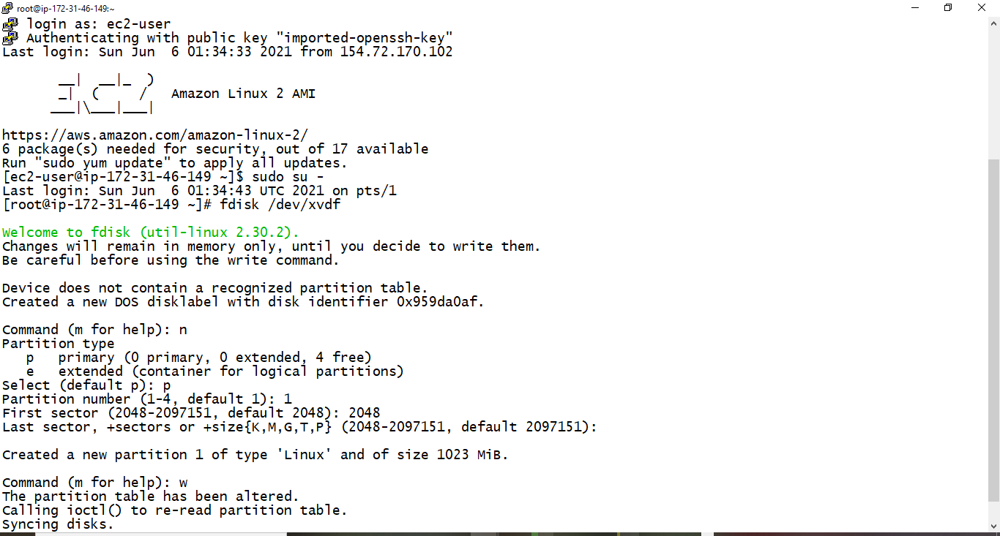 root@ip-172-31-46-149:~
login as: ec2-user
Authenticating with public key "imported-openssh-key"
Last login: Sun Jun  6 01:34:33 2021 from 154.72.170.102
       __|  __|_  )
       _|  (     /   Amazon Linux 2 AMI
      ___|\___|___|
https://aws.amazon.com/amazon-linux-2/
6 package(s) needed for security, out of 17 available
Run "sudo yum update" to apply all updates.
[ec2-user@ip-172-31-46-149 ~]$ sudo su -
Last login: Sun Jun  6 01:34:43 UTC 2021 on pts/1
[root@ip-172-31-46-149 ~]# fdisk /dev/xvdf
Welcome to fdisk (util-linux 2.30.2).
Changes will remain in memory only, until you decide to write them.
Be careful before using the write command.
Device does not contain a recognized partition table.
Created a new DOS disklabel with disk identifier 0x959da0af.
Command (m for help): n
Partition type
   p   primary (0 primary, 0 extended, 4 free)
   e   extended (container for logical partitions)
Select (default p): p
Partition number (1-4, default 1): 1
First sector (2048-2097151, default 2048): 2048
Last sector, +sectors or +size{K,M,G,T,P} (2048-2097151, default 2097151):
Created a new partition 1 of type 'Linux' and of size 1023 MiB.
Command (m for help): w
The partition table has been altered.
Calling ioctl() to re-read partition table.
Syncing disks.